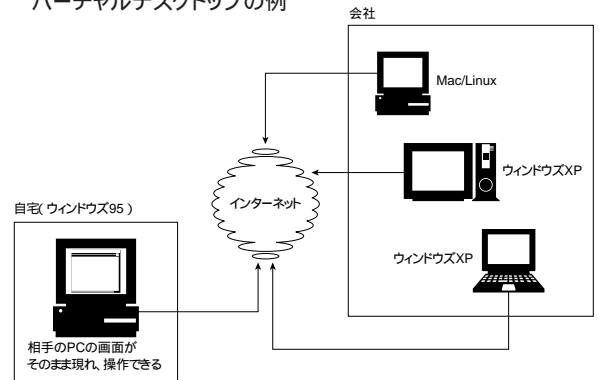 バーチャルデスクトップの例
会社
Mac/Linux
ウィンドウズXP
インターネット
自宅(ウィンドウズ95)
ウィンドウズXP
相手のPCの画面が
そのまま現れ、操作できる